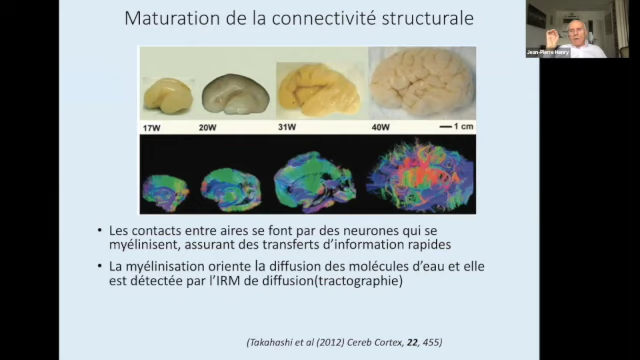 Maturation de la connectivité structurale
Jean-Pierre Henry
17W 20W 31W 40W 1 cm
• Les contacts entre aires se font par des neurones qui se
myélinisent, assurant des transferts d'information rapides
• La myélinisation oriente la diffusion des molécules d'eau et elle
est détectée par l'IRM de diffusion(tractographie)
(Takahashi et al (2012) Cereb Cortex, 22, 455)